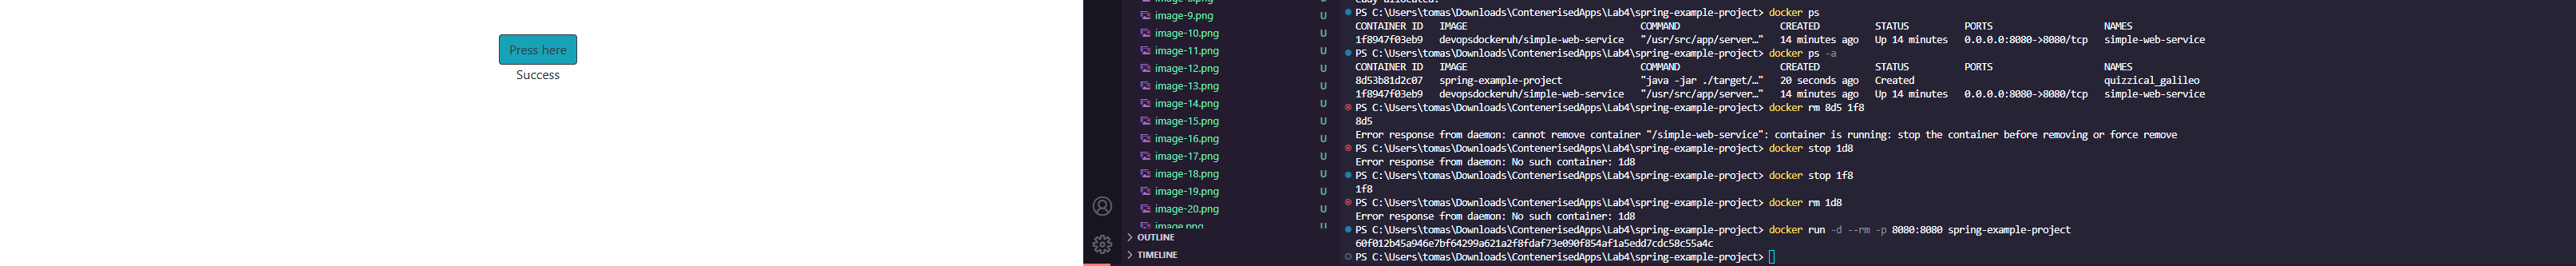 Press here
Success
image-9.png U
image-10.png U
image-11.png U
image-12.png U
image-13.png U
image-14.png U
image-15.png U
image-16.png U
image-17.png U
image-18.png U
image-19.png U
image-20.png U
image.png U
OUTLINE
TIMELINE
PS C:\Users\tomas\Downloads\ContenerisedApps\Lab4\spring-example-project> docker ps
CONTAINER ID IMAGE COMMAND CREATED STATUS PORTS NAMES
1f8947f03eb9 devopsdockeruh/simple-web-service "/usr/src/app/server…" 14 minutes ago Up 14 minutes 0.0.0.0:8080->8080/tcp simple-web-service
PS C:\Users\tomas\Downloads\ContenerisedApps\Lab4\spring-example-project> docker ps -a
CONTAINER ID IMAGE COMMAND CREATED STATUS PORTS NAMES
8d53b81d2c07 spring-example-project "java -jar ./target/…" 20 seconds ago Created quizzical_galileo
1f8947f03eb9 devopsdockeruh/simple-web-service "/usr/src/app/server…" 14 minutes ago Up 14 minutes 0.0.0.0:8080->8080/tcp simple-web-service
PS C:\Users\tomas\Downloads\ContenerisedApps\Lab4\spring-example-project> docker rm 8d5 1f8
8d5
Error response from daemon: cannot remove container "/simple-web-service": container is running: stop the container before removing or force remove
PS C:\Users\tomas\Downloads\ContenerisedApps\Lab4\spring-example-project> docker stop 1d8
Error response from daemon: No such container: 1d8
PS C:\Users\tomas\Downloads\ContenerisedApps\Lab4\spring-example-project> docker stop 1f8
1f8
PS C:\Users\tomas\Downloads\ContenerisedApps\Lab4\spring-example-project> docker rm 1d8
Error response from daemon: No such container: 1d8
PS C:\Users\tomas\Downloads\ContenerisedApps\Lab4\spring-example-project> docker run -d --rm -p 8080:8080 spring-example-project
60f012b45a946e7bf64299a621a2f8fdaf73e090f854af1a5edd7cdc58c55a4c
PS C:\Users\tomas\Downloads\ContenerisedApps\Lab4\spring-example-project>